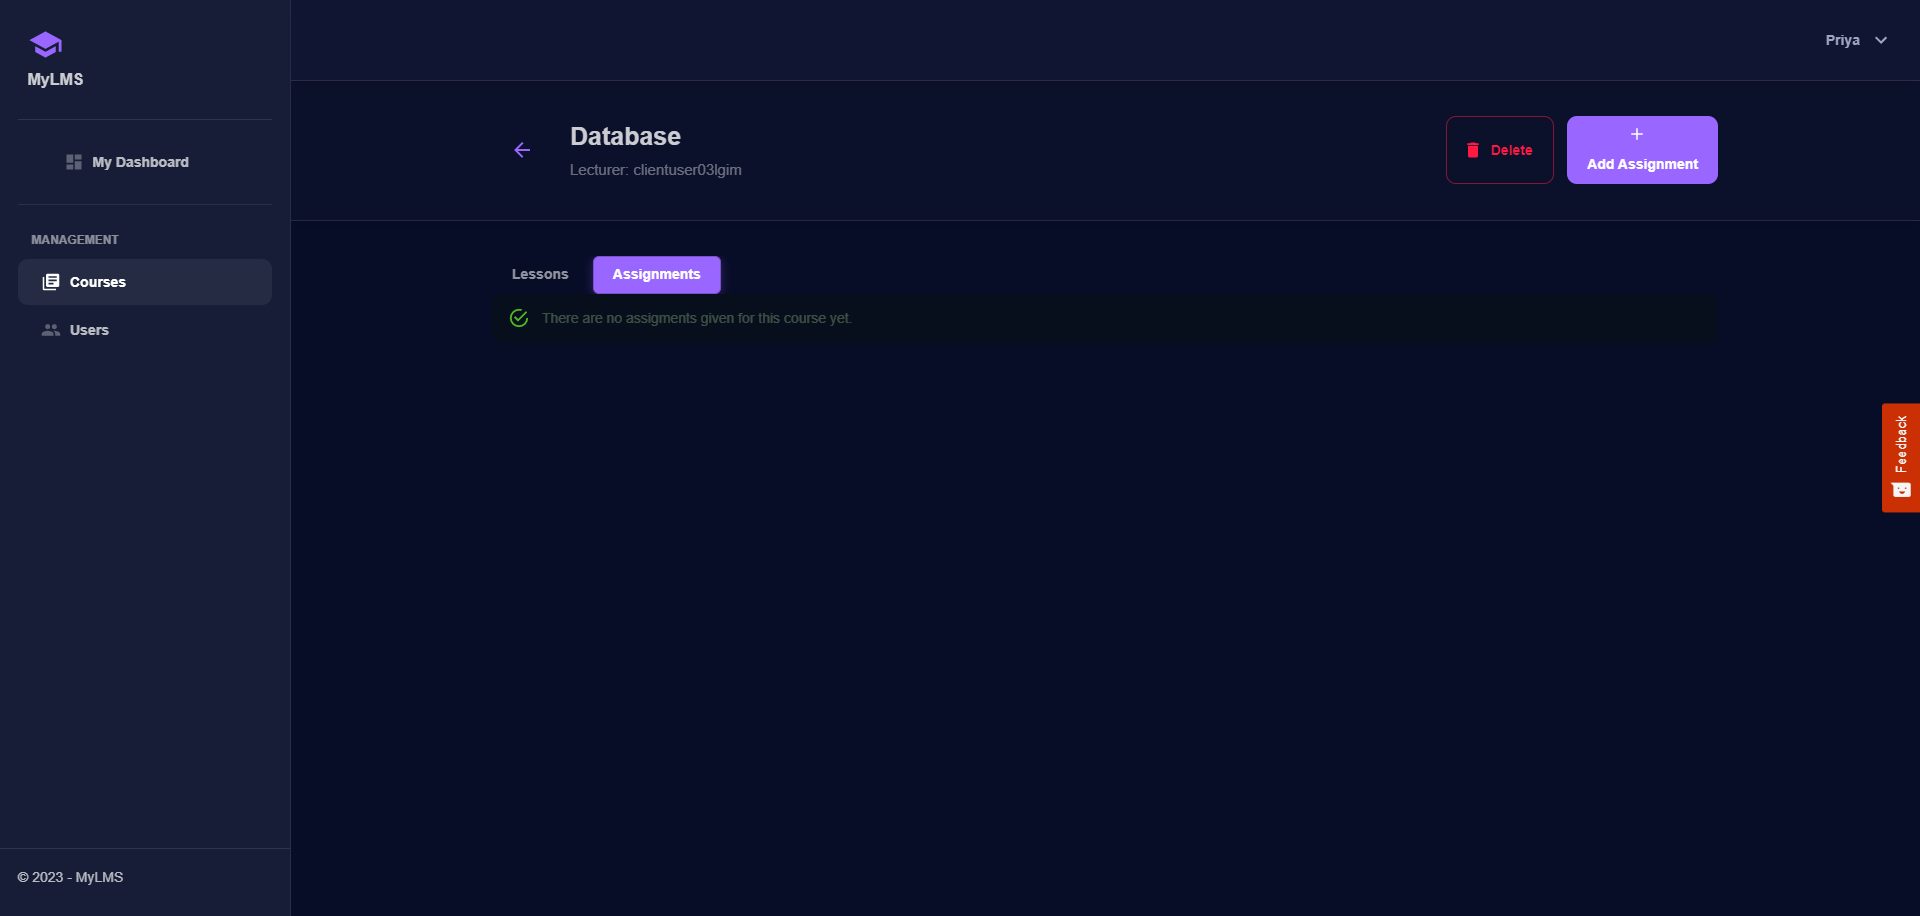 MyLMS
My Dashboard
MANAGEMENT
Courses
Users
© 2023 - MyLMS
Priya
Database
Lecturer: clientuser03lgim
Delete
Add Assignment
Lessons
Assignments
There are no assigments given for this course yet.
Feedback